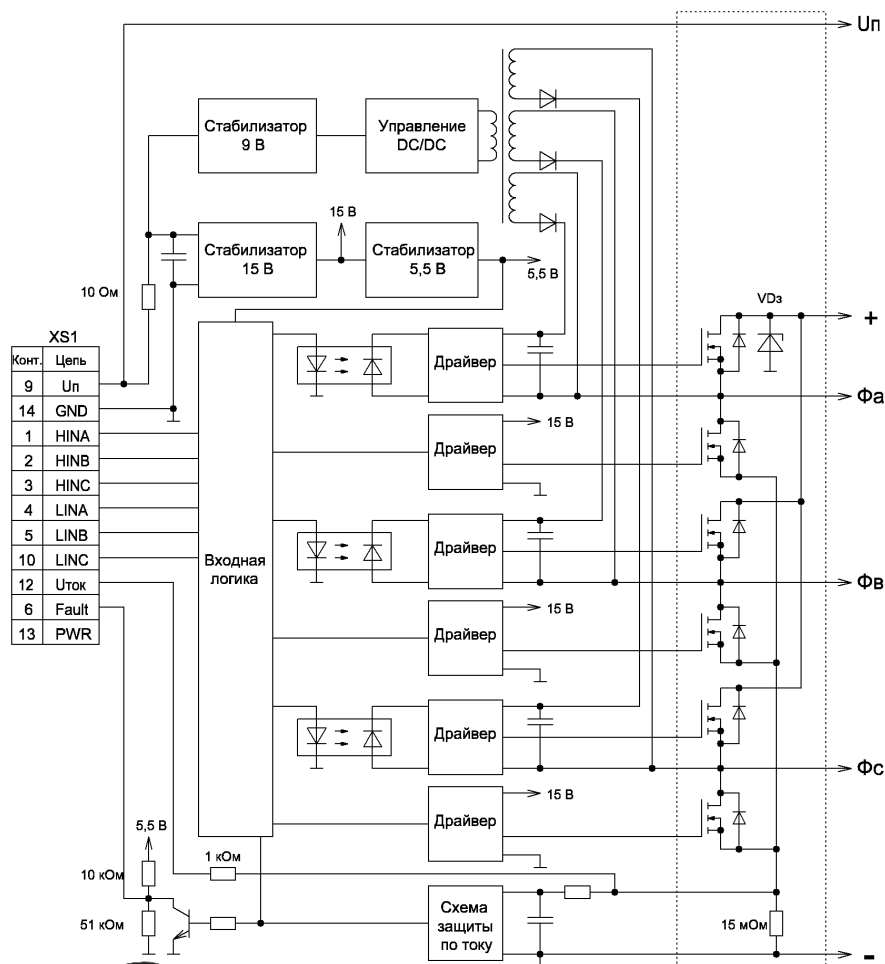 Uп
Стабилизатор
9 В
Управление
DC/DC
15 В
Стабилизатор
15 В
Стабилизатор
5,5 В
5,5 В
10 Ом
VDз
+
XS1
Конт. Цепь
9 Uп
14 GND
1 HINA
2 HINB
3 HINC
4 LINA
5 LINB
10 LINC
12 Uток
6 Fault
13 PWR
Входная
логика
Драйвер
Фа
Драйвер
15 В
Драйвер
Фв
Драйвер
15 В
Драйвер
Фс
Драйвер
15 В
5,5 В
10 кОм
51 кОм
1 кОм
Схема
защиты
по току
15 мОм
-